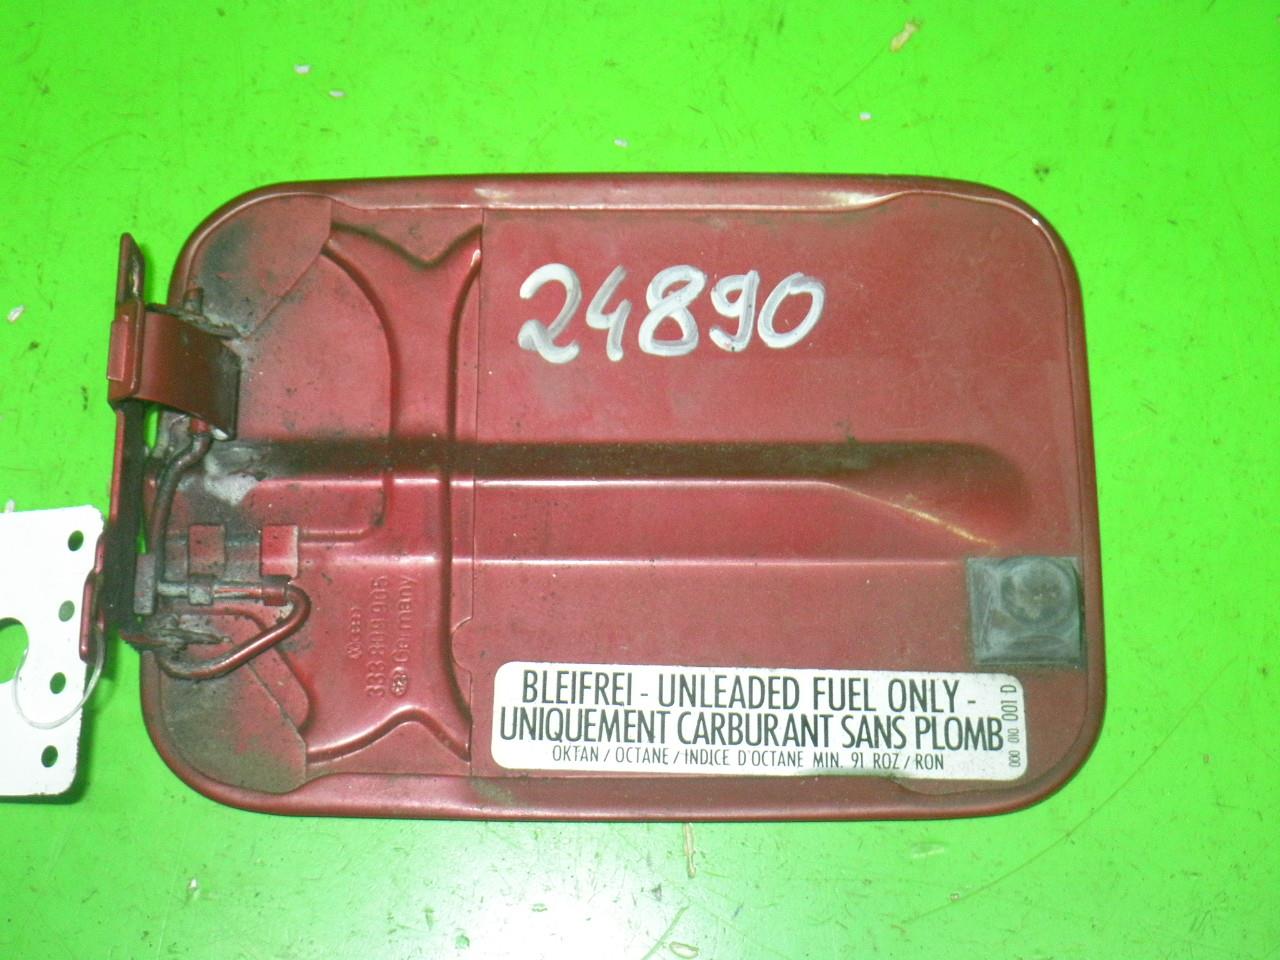 24890
333 809 905
Germany
BLEIFREI - UNLEADED FUEL ONLY -
UNIQUEMENT CARBURANT SANS PLOMB
OKTAN / OCTANE / INDICE D'OCTANE MIN. 91 ROZ / RON
000 010 001 D